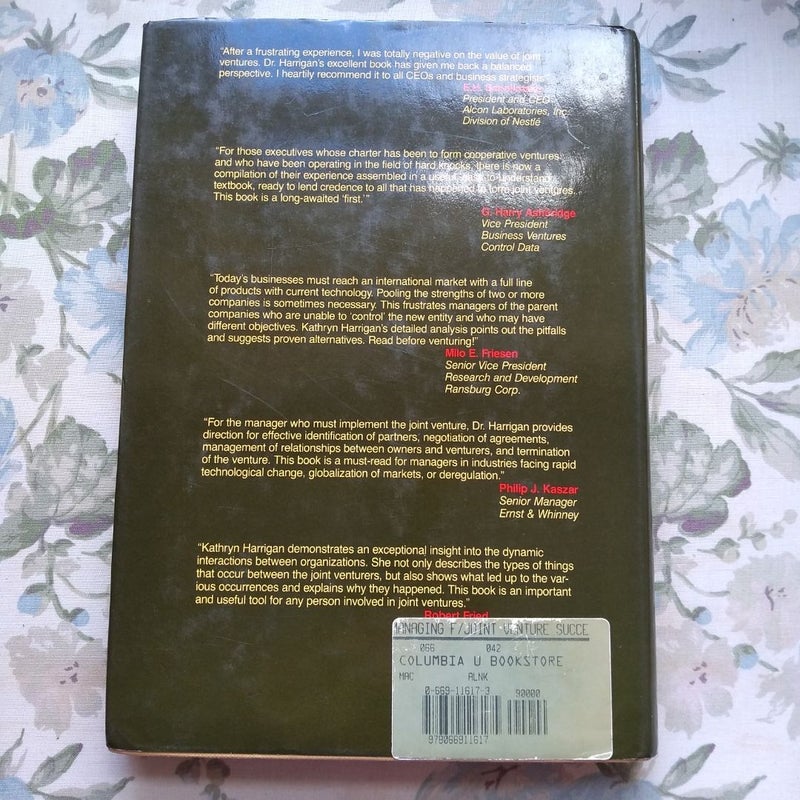 "After a frustrating experience, I was totally negative on the value of joint
ventures. Dr. Harrigan's excellent book has given me back a balanced
perspective. I heartily recommend it to all CEOs and business strategists"
President and CEO
Alcon Laboratories, Inc.
Division of Nestlé
"For those executives whose charter has been to form cooperative ventures,
and who have been operating in the field of hard knocks, there is now a
compilation of their experience assembled in a useful, easy-to-understand
textbook, ready to lend credence to all that has happened to form joint ventures.
This book is a long-awaited 'first.'"
G. Harry Ashbridge
Vice President
Business Ventures
Control Data
"Today's businesses must reach an international market with a full line
of products with current technology. Pooling the strengths of two or more
companies is sometimes necessary. This frustrates managers of the parent
companies who are unable to 'control' the new entity and who may have
different objectives. Kathryn Harrigan's detailed analysis points out the pitfalls
and suggests proven alternatives. Read before venturing!"
Milo E. Friesen
Senior Vice President
Research and Development
Ransburg Corp.
"For the manager who must implement the joint venture, Dr. Harrigan provides
direction for effective identification of partners, negotiation of agreements,
management of relationships between owners and venturers, and termination
of the venture. This book is a must-read for managers in industries facing rapid
technological change, globalization of markets, or deregulation."
Philip J. Kaszar
Senior Manager
Ernst & Whinney
"Kathryn Harrigan demonstrates an exceptional insight into the dynamic
interactions between organizations. She not only describes the types of things
that occur between the joint venturers, but also shows what led up to the var-
ious occurrences and explains why they happened. This book is an important
and useful tool for any person involved in joint ventures."
Robert Fried
MANAGING F/JOINT VENTURE SUCCE
066 042
COLUMBIA U BOOKSTORE
MAC ALNK
0-669-11617-3 90000
978066911617